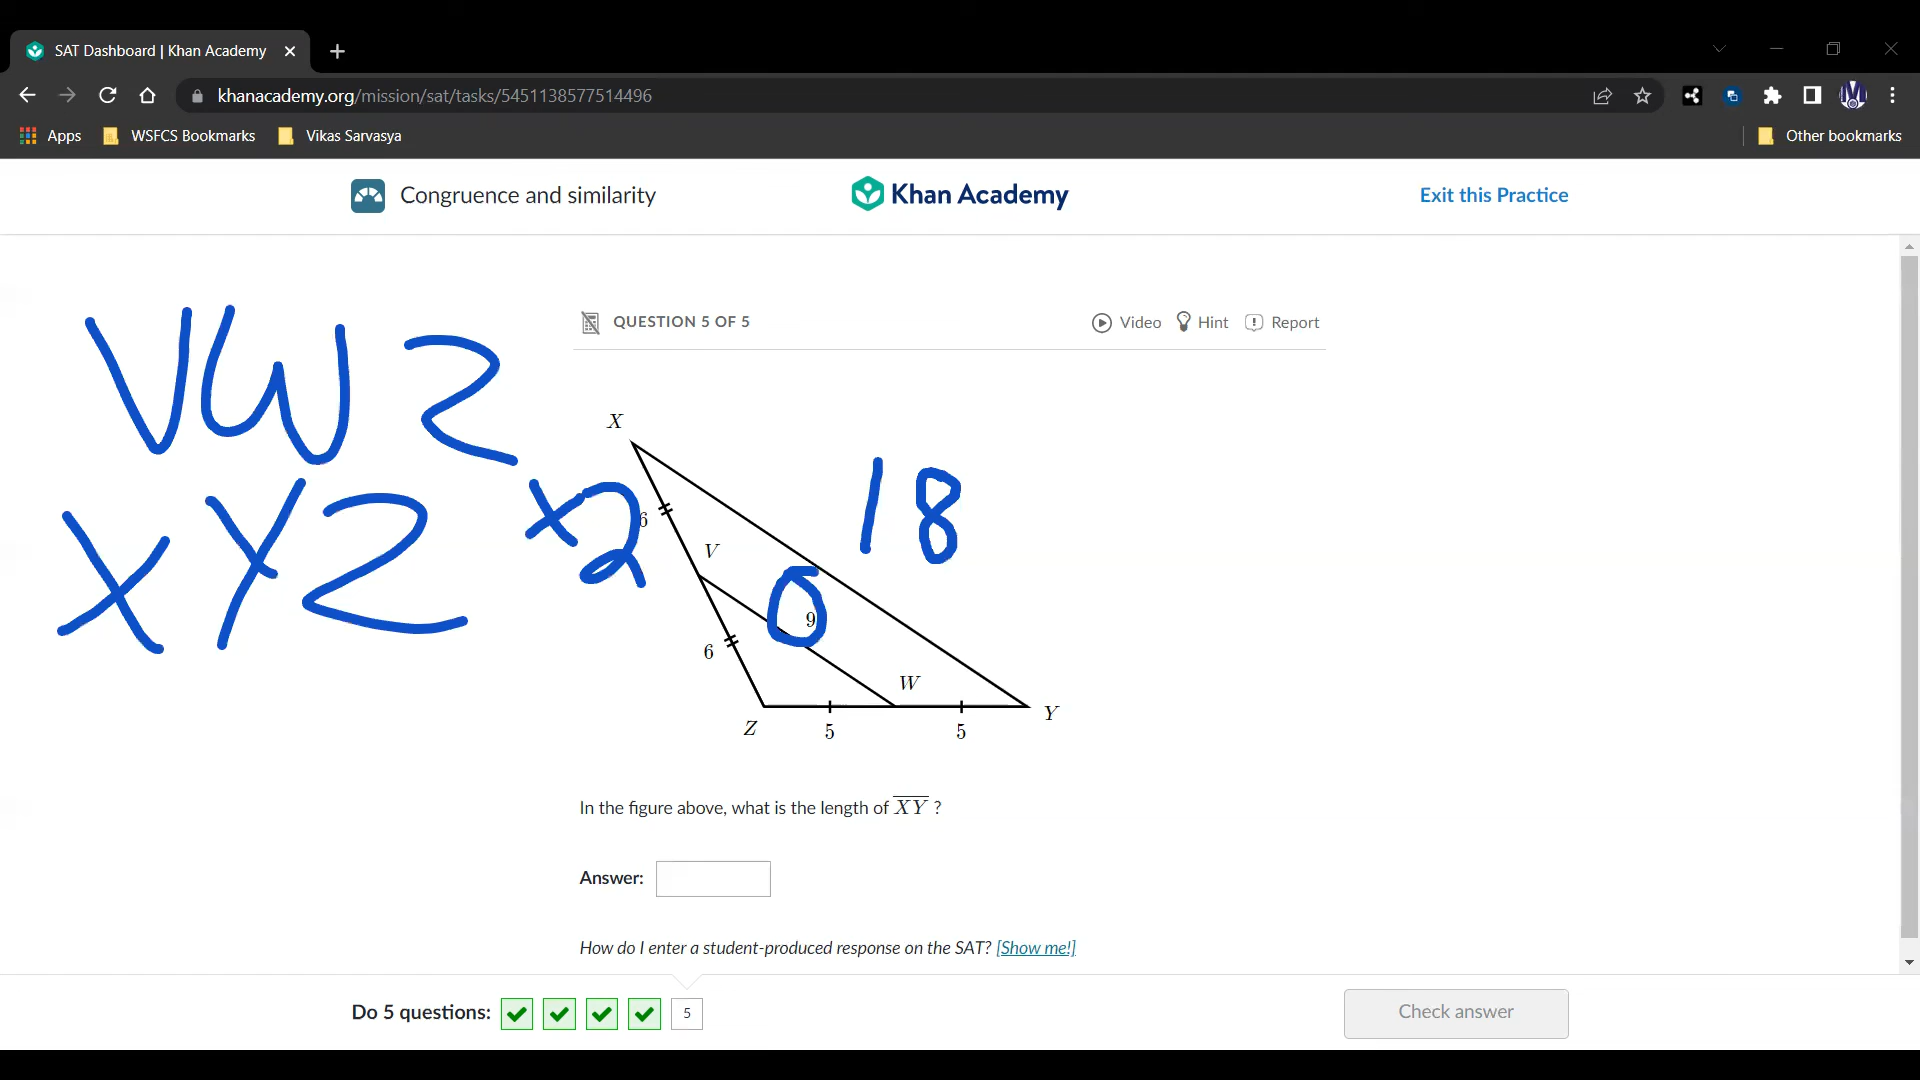 SAT Dashboard | Khan Academy
khanacademy.org/mission/sat/tasks/5451138577514496
Apps WSFCS Bookmarks Vikas Sarvasya Other bookmarks
Congruence and similarity Khan Academy Exit this Practice
QUESTION 5 OF 5 Video Hint Report
VWZ
XYZ x2
18
X
6
V
9
6
W
Z 5 5 Y
In the figure above, what is the length of XY ?
Answer:
How do I enter a student-produced response on the SAT? [Show me!]
Do 5 questions: 5 Check answer